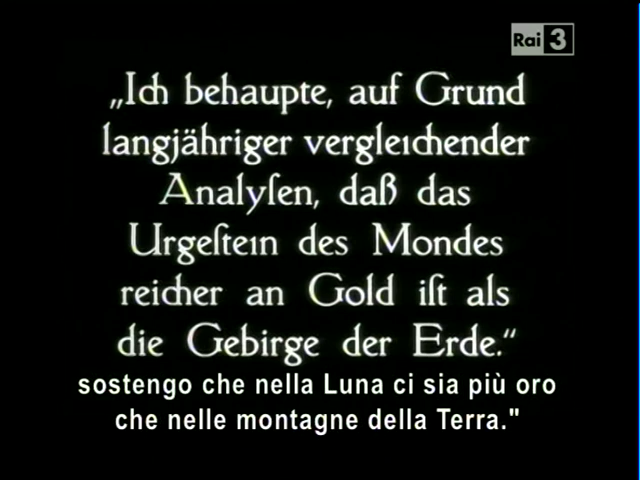 Rai 3
„Ich behaupte, auf Grund
langjähriger vergleichender
Analyſen, daß das
Urgeſtein des Mondes
reicher an Gold iſt als
die Gebirge der Erde.“
sostengo che nella Luna ci sia più oro
che nelle montagne della Terra."